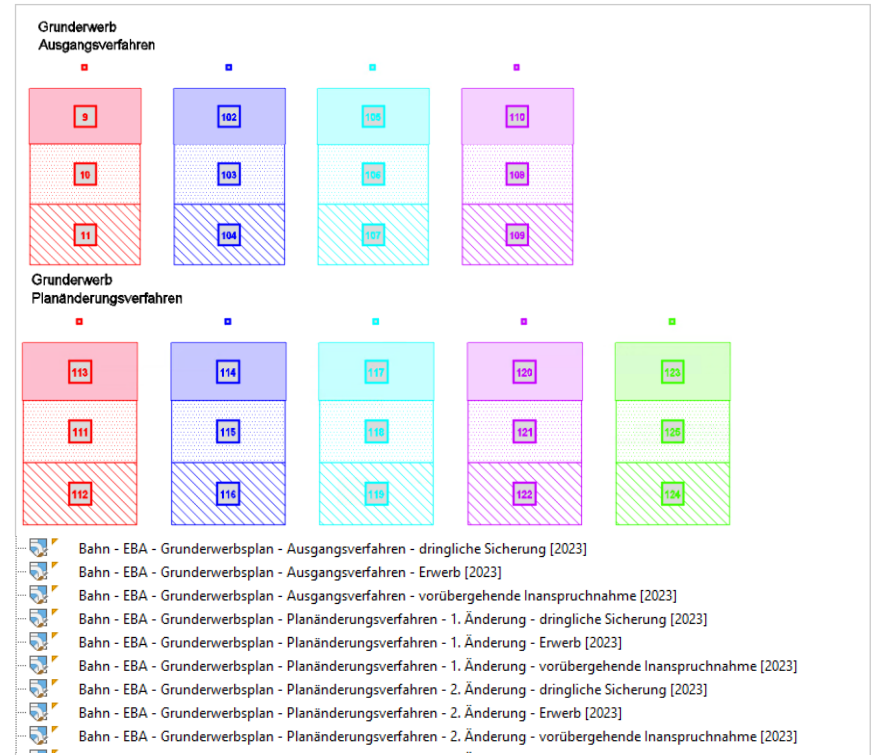 Grunderwerb
Ausgangsverfahren
9 102 105 110
10 103 106 108
11 104 107 109
Grunderwerb
Planänderungsverfahren
113 114 117 120 123
111 115 118 121 125
112 116 119 122 124
Bahn - EBA - Grunderwerbsplan - Ausgangsverfahren - dringliche Sicherung [2023]
Bahn - EBA - Grunderwerbsplan - Ausgangsverfahren - Erwerb [2023]
Bahn - EBA - Grunderwerbsplan - Ausgangsverfahren - vorübergehende Inanspruchnahme [2023]
Bahn - EBA - Grunderwerbsplan - Planänderungsverfahren - 1. Änderung - dringliche Sicherung [2023]
Bahn - EBA - Grunderwerbsplan - Planänderungsverfahren - 1. Änderung - Erwerb [2023]
Bahn - EBA - Grunderwerbsplan - Planänderungsverfahren - 1. Änderung - vorübergehende Inanspruchnahme [2023]
Bahn - EBA - Grunderwerbsplan - Planänderungsverfahren - 2. Änderung - dringliche Sicherung [2023]
Bahn - EBA - Grunderwerbsplan - Planänderungsverfahren - 2. Änderung - Erwerb [2023]
Bahn - EBA - Grunderwerbsplan - Planänderungsverfahren - 2. Änderung - vorübergehende Inanspruchnahme [2023]